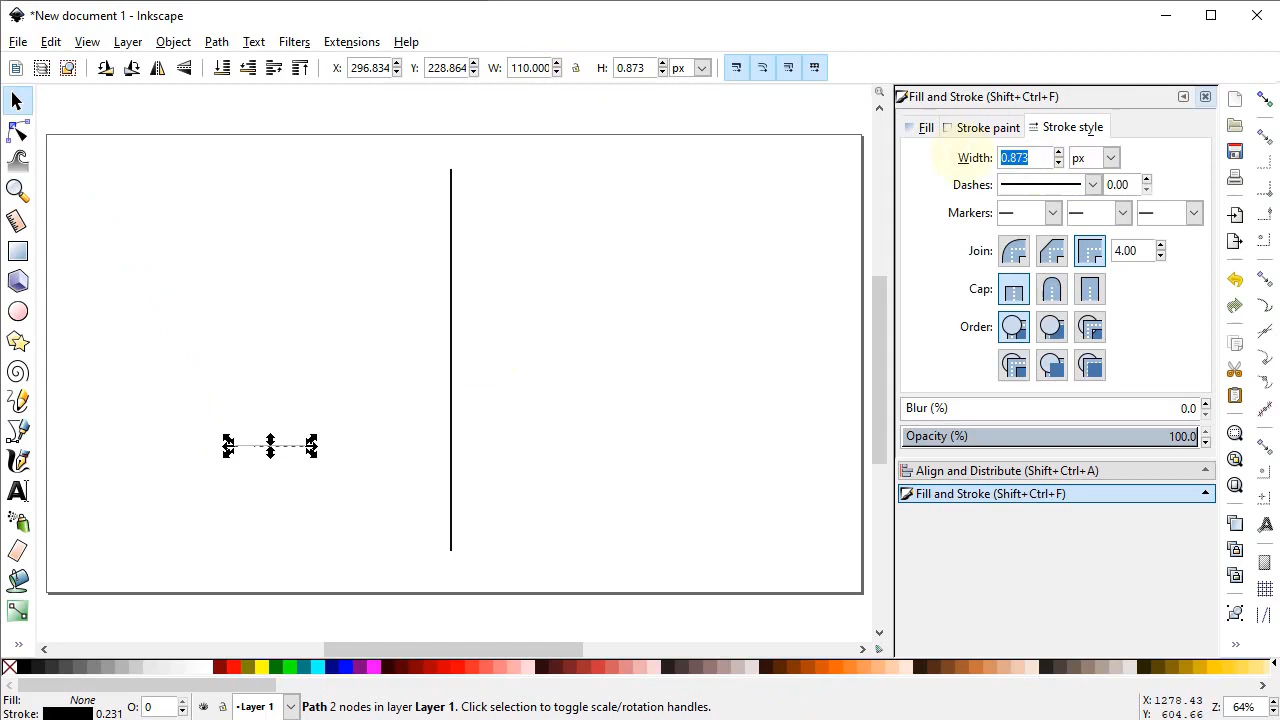 *New document 1 - Inkscape
File Edit View Layer Object Path Text Filters Extensions Help
X: 296.834 Y: 228.864 W: 110.000 H: 0.873 px
Fill and Stroke (Shift+Ctrl+F)
Fill Stroke paint Stroke style
Width: 0.873 px
Dashes: 0.00
Markers:
Join: 4.00
Cap:
Order:
Blur (%) 0.0
Opacity (%) 100.0
Align and Distribute (Shift+Ctrl+A)
Fill and Stroke (Shift+Ctrl+F)
Fill: None
Stroke: 0.231
O: 0
•Layer 1
Path 2 nodes in layer Layer 1. Click selection to toggle scale/rotation handles.
X: 1278.43
Y: 604.66
Z: 64%